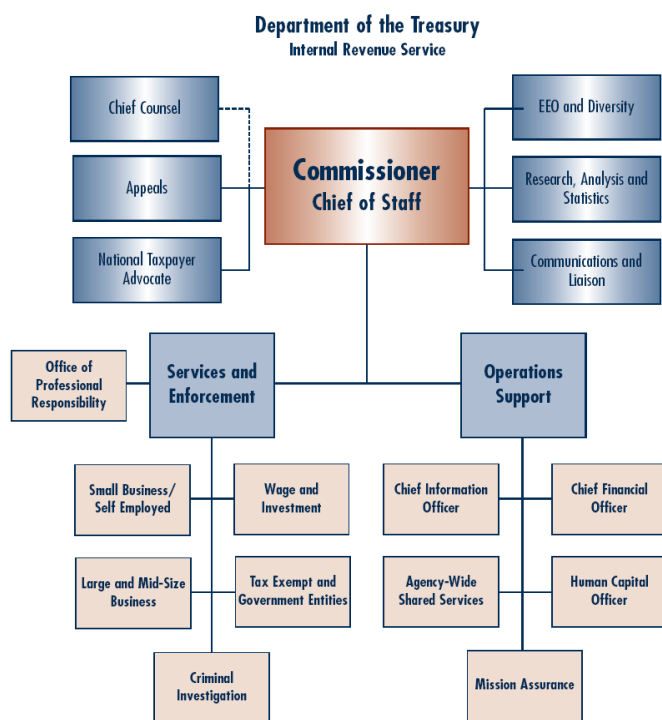 Department of the Treasury
Internal Revenue Service
Chief Counsel
EEO and Diversity
Commissioner
Chief of Staff
Appeals
Research, Analysis and
Statistics
National Taxpayer
Advocate
Communications and
Liaison
Office of
Professional
Responsibility
Services and
Enforcement
Operations
Support
Small Business/
Self Employed
Wage and
Investment
Chief Information
Officer
Chief Financial
Officer
Large and Mid-Size
Business
Tax Exempt and
Government Entities
Agency-Wide
Shared Services
Human Capital
Officer
Criminal
Investigation
Mission Assurance